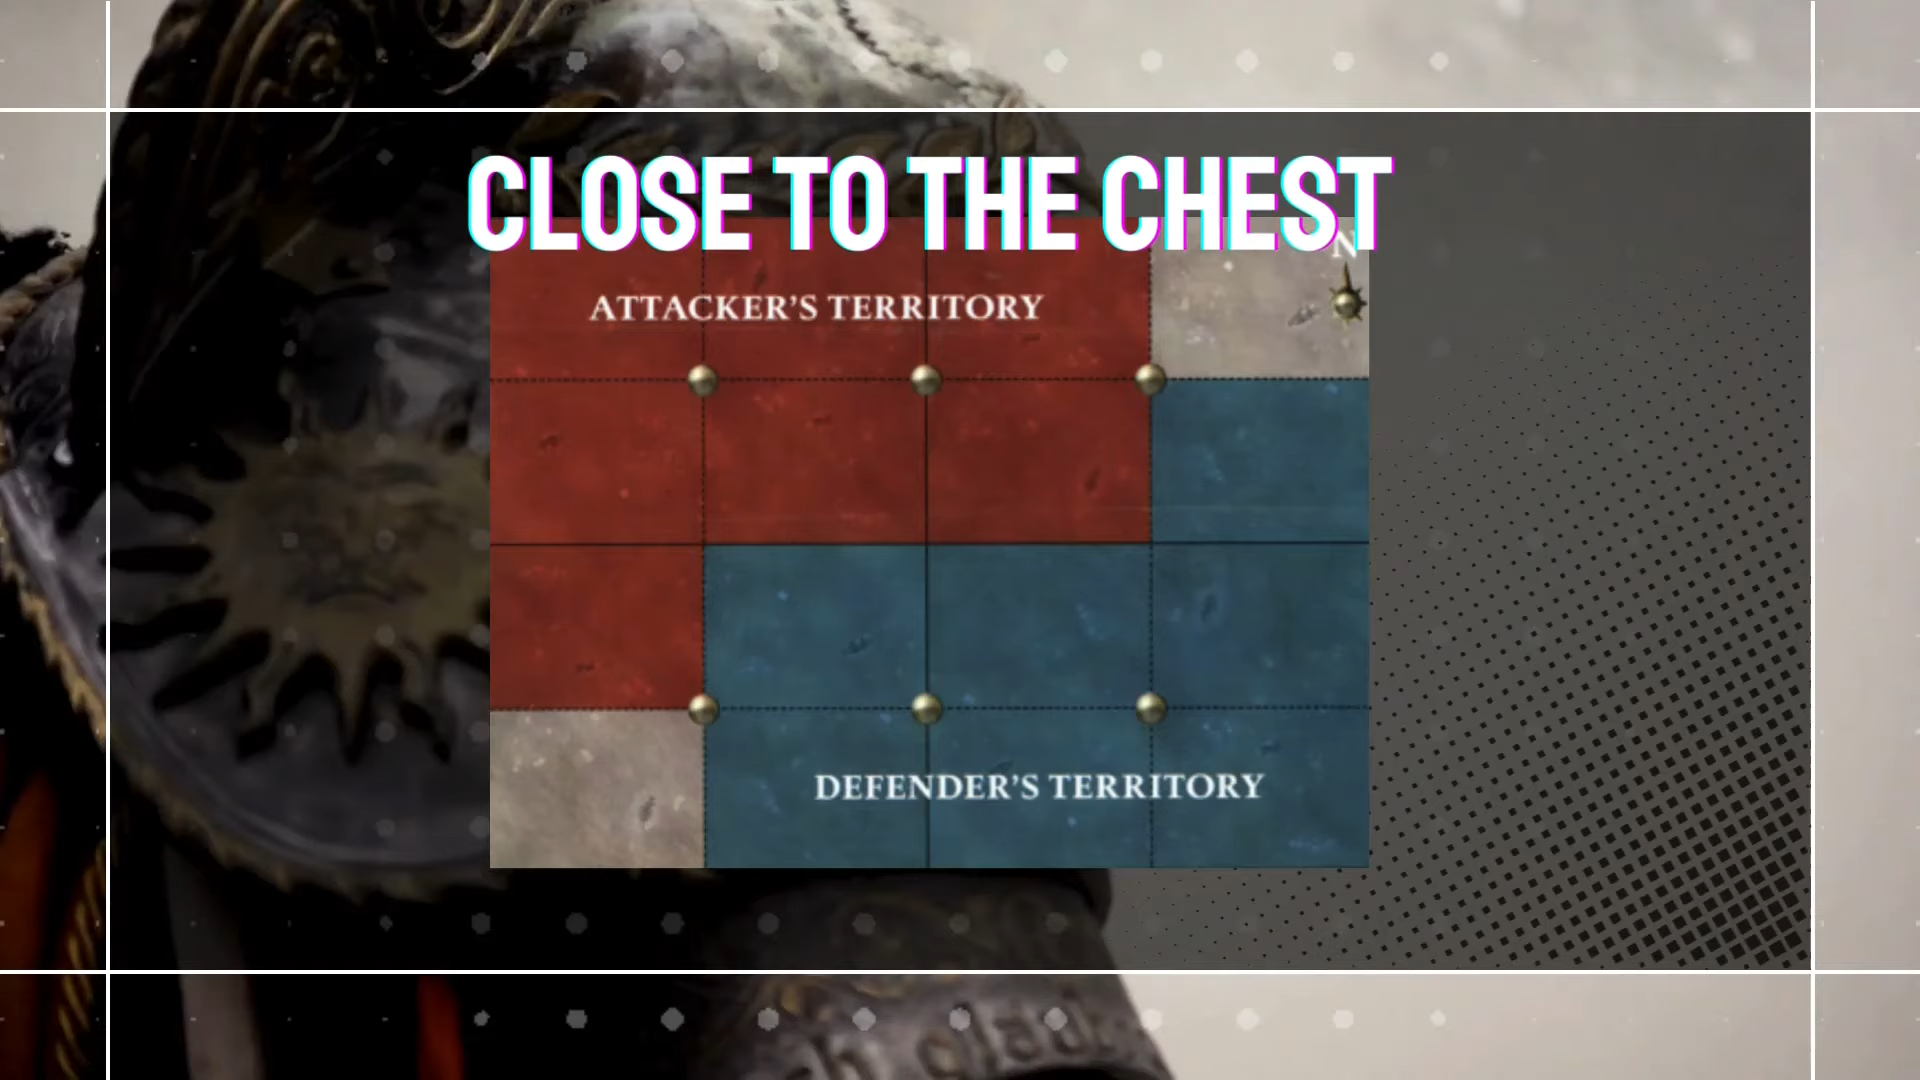 CLOSE TO THE CHEST
N
ATTACKER'S TERRITORY
DEFENDER'S TERRITORY